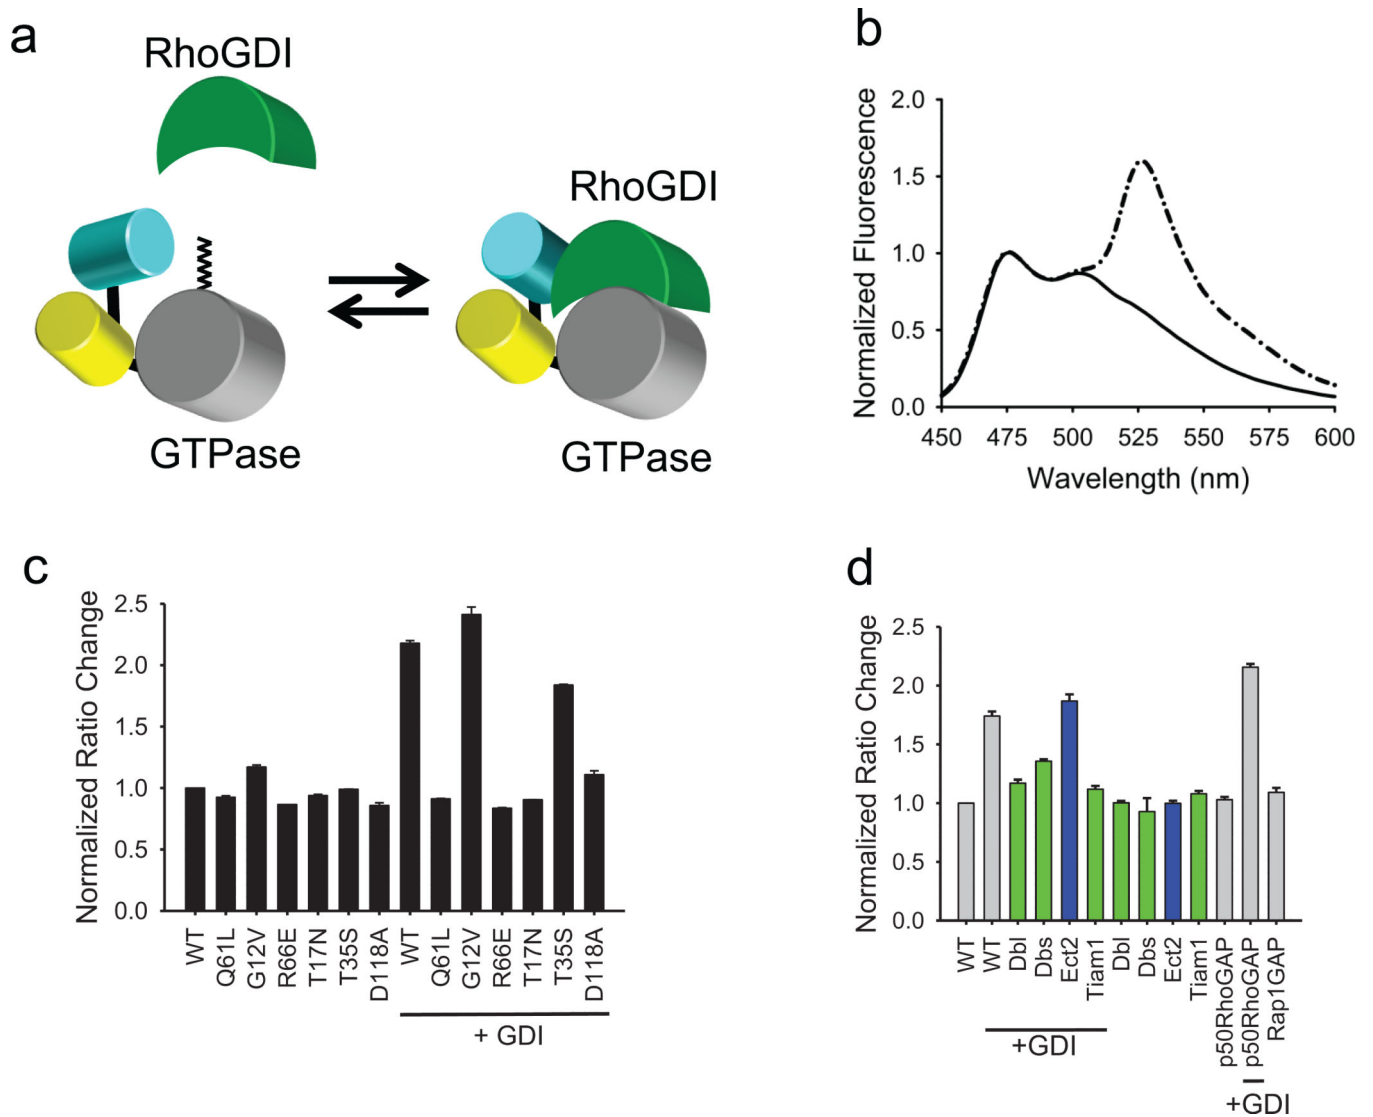 a
RhoGDI
RhoGDI
GTPase
GTPase
b
Normalized Fluorescence
2.0
1.5
1.0
0.5
0.0
450 475 500 525 550 575 600
Wavelength (nm)
c
Normalized Ratio Change
2.5
2.0
1.5
1.0
0.5
0.0
WT Q61L G12V R66E T17N T35S D118A WT Q61L G12V R66E T17N T35S D118A
+ GDI
d
Normalized Ratio Change
2.5
2.0
1.5
1.0
0.5
0.0
WT WT Dbl Dbs Ect2 Tiam1 Dbl Dbs Ect2 Tiam1 p50RhoGAP p50RhoGAP Rap1GAP
+GDI
+GDI